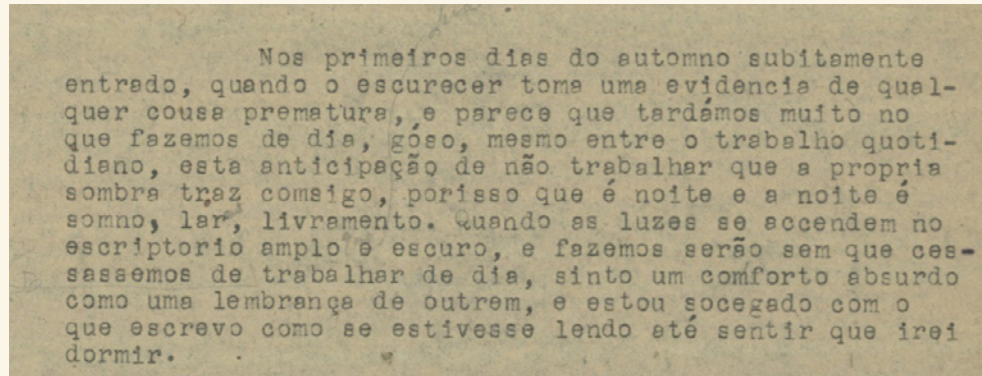 Nos primeiros dias do automno subitamente
entrado, quando o escurecer toma uma evidencia de qual-
quer cousa prematura, e parece que tardámos muito no
que fazemos de dia, góso, mesmo entre o trabalho quoti-
diano, esta anticipação de não trabalhar que a propria
sombra traz comsigo, porisso que é noite e a noite é
somno, lar, livramento. Quando as luzes se accendem no
escriptorio amplo e escuro, e fazemos serão sem que ces-
sassemos de trabalhar de dia, sinto um comforto absurdo
como uma lembrança de outrem, e estou socegado com o
que escrevo como se estivesse lendo até sentir que irei
dormir.